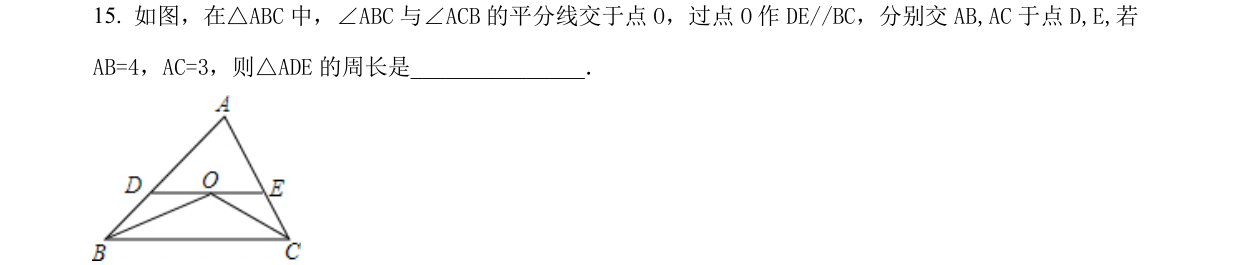 15. 如图，在△ABC 中，∠ABC 与∠ACB 的平分线交于点 O，过点 O 作 DE//BC，分别交 AB,AC 于点 D,E,若
AB=4，AC=3，则△ADE 的周长是_______________．
A
D O E
B C